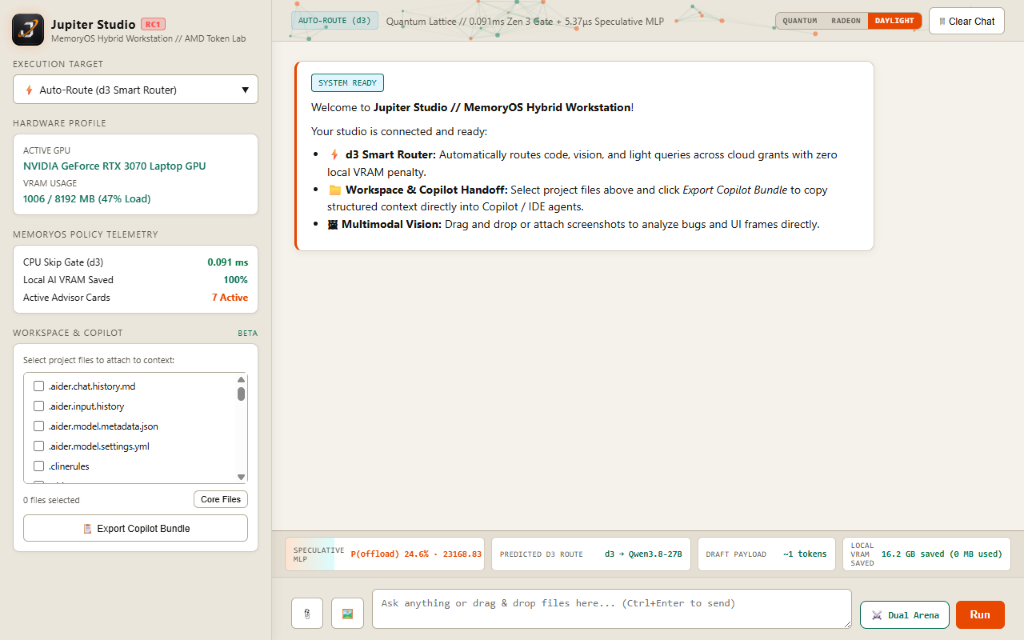 Jupiter Studio RC1
MemoryOS Hybrid Workstation // AMD Token Lab
EXECUTION TARGET
Auto-Route (d3 Smart Router)
HARDWARE PROFILE
ACTIVE GPU
NVIDIA GeForce RTX 3070 Laptop GPU
VRAM USAGE
1006 / 8192 MB (47% Load)
MEMORYOS POLICY TELEMETRY
CPU Skip Gate (d3) 0.091 ms
Local AI VRAM Saved 100%
Active Advisor Cards 7 Active
WORKSPACE & COPILOT BETA
Select project files to attach to context:
.aider.chat.history.md
.aider.input.history
.aider.model.metadata.json
.aider.model.settings.yml
.clinerules
0 files selected Core Files
Export Copilot Bundle
AUTO-ROUTE (d3) Quantum Lattice // 0.091ms Zen 3 Gate + 5.37µs Speculative MLP QUANTUM RADEON DAYLIGHT Clear Chat
SYSTEM READY
Welcome to Jupiter Studio // MemoryOS Hybrid Workstation!
Your studio is connected and ready:
d3 Smart Router: Automatically routes code, vision, and light queries across cloud grants with zero
local VRAM penalty.
Workspace & Copilot Handoff: Select project files above and click Export Copilot Bundle to copy
structured context directly into Copilot / IDE agents.
Multimodal Vision: Drag and drop or attach screenshots to analyze bugs and UI frames directly.
SPECULATIVE
MLP
P(offload) 24.6% · 23168.83
PREDICTED D3 ROUTE d3 → Qwen3.8-27B
DRAFT PAYLOAD ~1 tokens
LOCAL
VRAM
SAVED
16.2 GB saved (0 MB used)
Ask anything or drag & drop files here... (Ctrl+Enter to send)
Dual Arena
Run